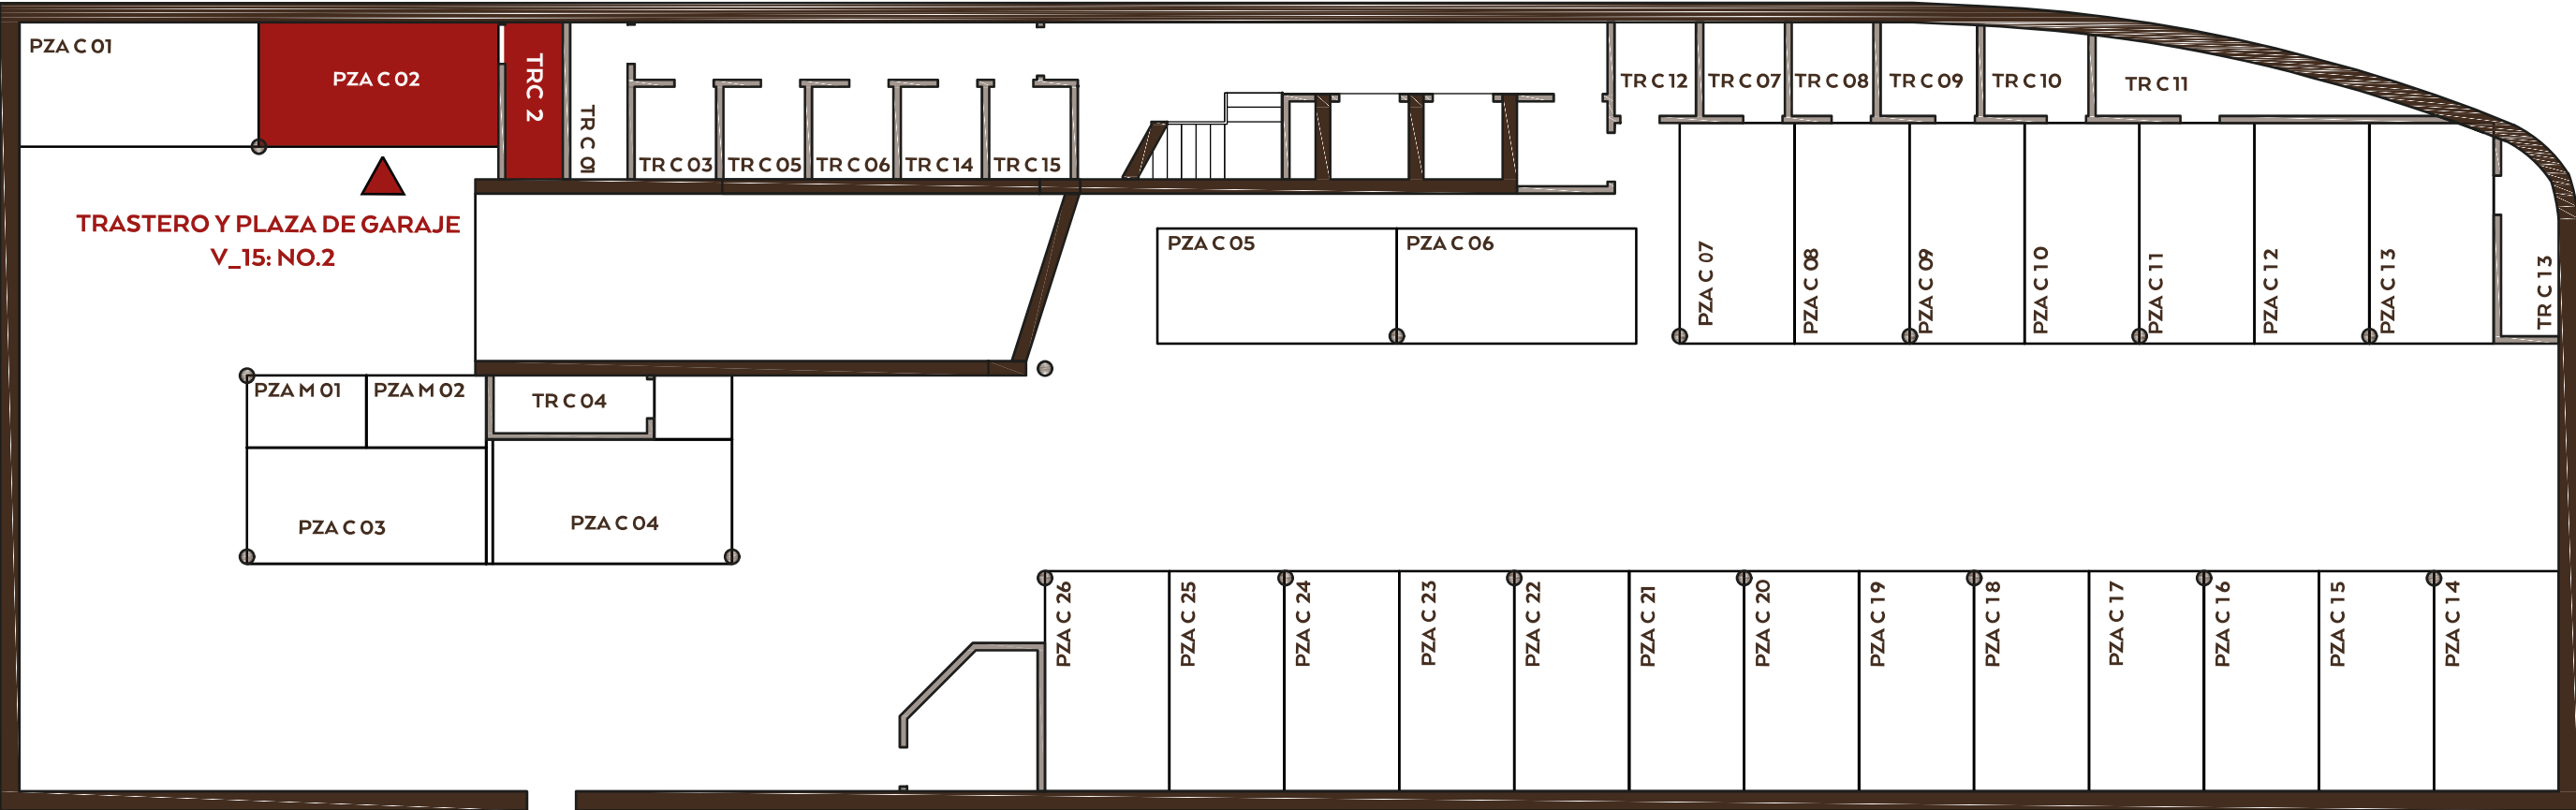 PZA C 01
PZA C 02
TRC 2
TR C 01
TR C 03
TR C 05
TR C 06
TR C 14
TR C 15
TR C 12
TR C 07
TR C 08
TR C 09
TR C 10
TR C 11
TRASTERO Y PLAZA DE GARAJE
V_15: NO.2
PZA C 05
PZA C 06
PZA C 07
PZA C 08
PZA C 09
PZA C 10
PZA C 11
PZA C 12
PZA C 13
TR C 13
PZA M 01
PZA M 02
TR C 04
PZA C 03
PZA C 04
PZA C 26
PZA C 25
PZA C 24
PZA C 23
PZA C 22
PZA C 21
PZA C 20
PZA C 19
PZA C 18
PZA C 17
PZA C 16
PZA C 15
PZA C 14